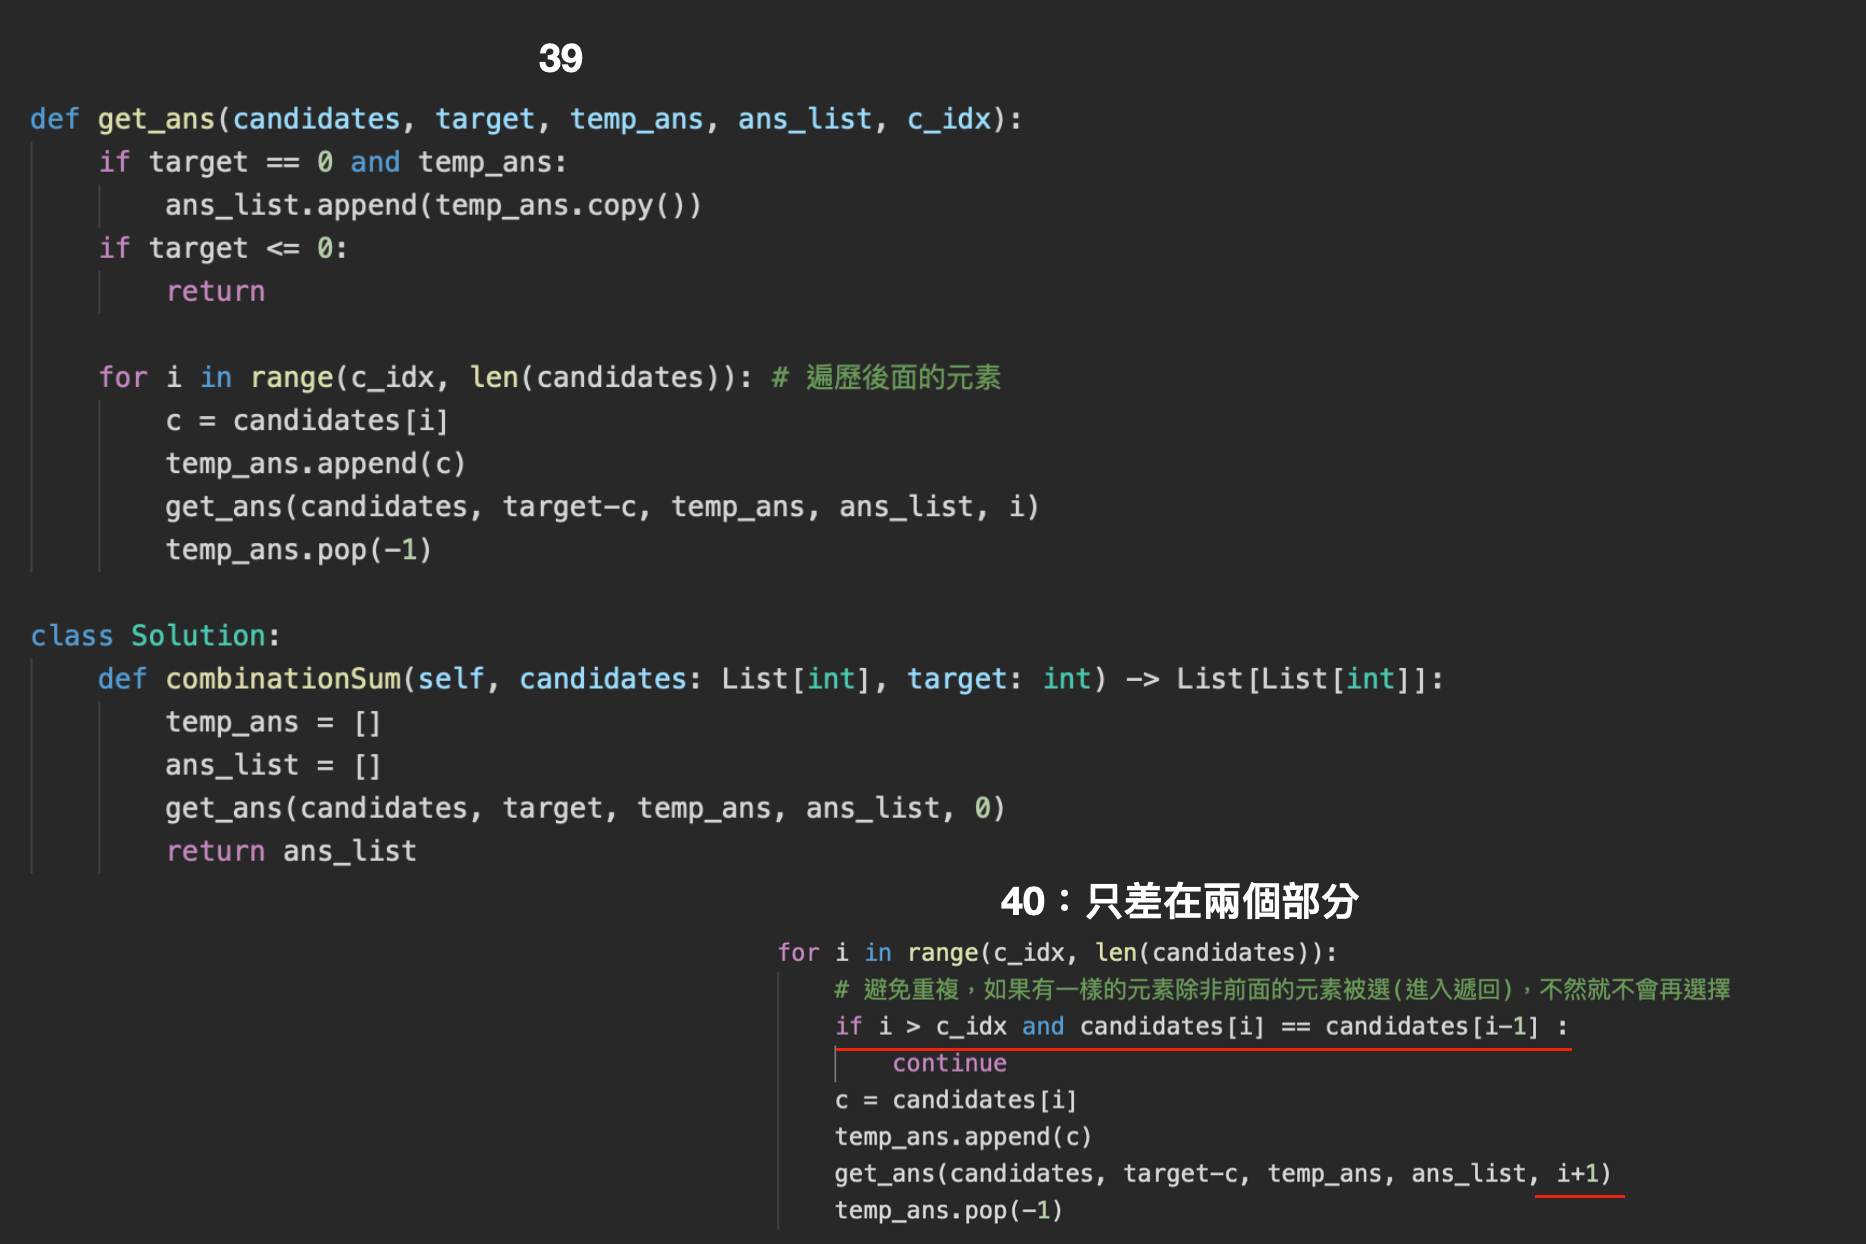 39
def get_ans(candidates, target, temp_ans, ans_list, c_idx):
    if target == 0 and temp_ans:
        ans_list.append(temp_ans.copy())
    if target <= 0:
        return
    for i in range(c_idx, len(candidates)): # 遍歷後面的元素
        c = candidates[i]
        temp_ans.append(c)
        get_ans(candidates, target-c, temp_ans, ans_list, i)
        temp_ans.pop(-1)
class Solution:
    def combinationSum(self, candidates: List[int], target: int) -> List[List[int]]:
        temp_ans = []
        ans_list = []
        get_ans(candidates, target, temp_ans, ans_list, 0)
        return ans_list
40：只差在兩個部分
for i in range(c_idx, len(candidates)):
    # 避免重複，如果有一樣的元素除非前面的元素被選(進入遞回)，不然就不會再選擇
    if i > c_idx and candidates[i] == candidates[i-1] :
        continue
    c = candidates[i]
    temp_ans.append(c)
    get_ans(candidates, target-c, temp_ans, ans_list, i+1)
    temp_ans.pop(-1)